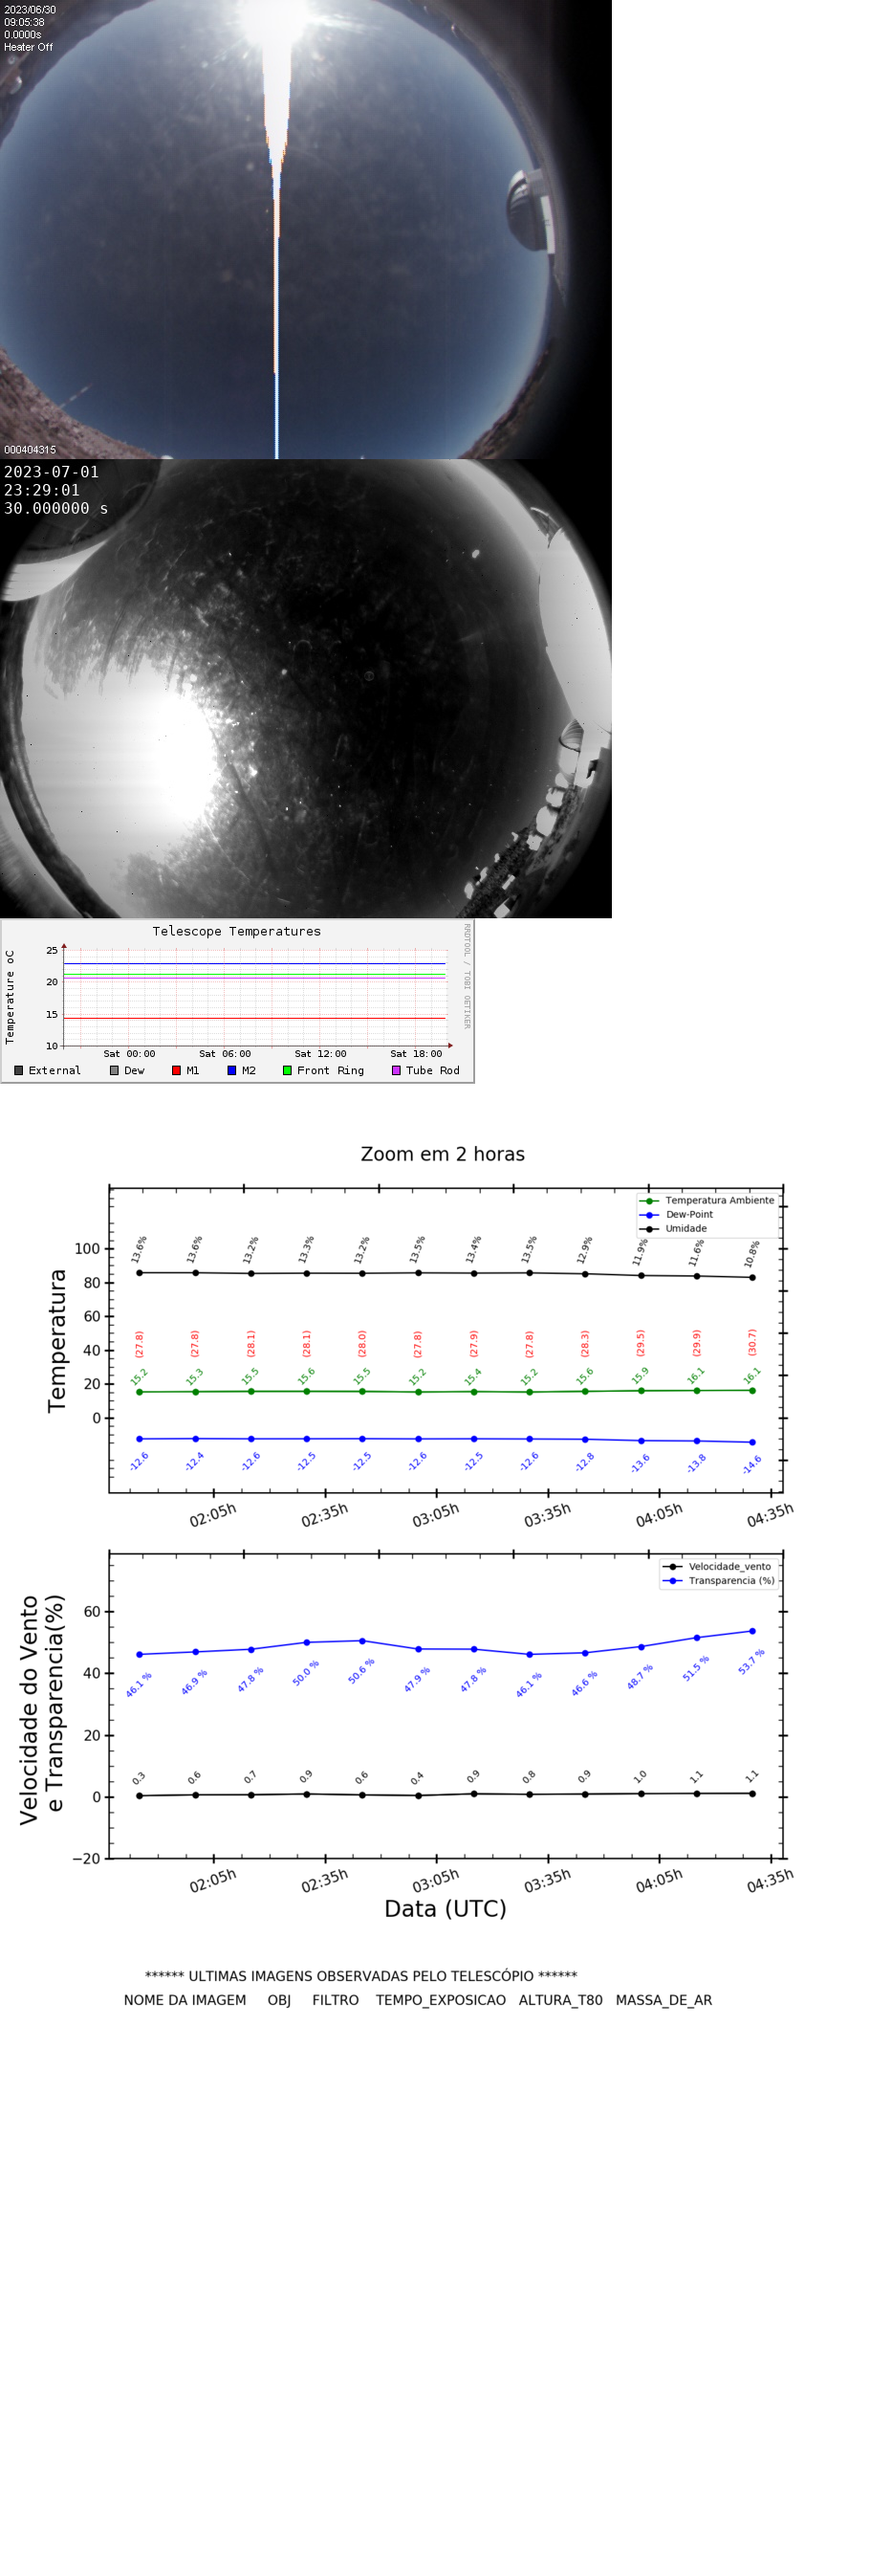 2023/06/30
09:05:38
0.0000s
Heater Off
000404315
2023-07-01
23:29:01
30.000000 s
Telescope Temperatures
RRDTOOL / TOBI OETIKER
Temperature oC
25
20
15
10
Sat 00:00 Sat 06:00 Sat 12:00 Sat 18:00
External Dew M1 M2 Front Ring Tube Rod
Zoom em 2 horas
Temperatura Ambiente
Dew-Point
Umidade
Temperatura
100
80
60
40
20
0
13.6% 13.6% 13.2% 13.3% 13.2% 13.5% 13.4% 13.5% 12.9% 11.9% 11.6% 10.8%
(27.8) (27.8) (28.1) (28.1) (28.0) (27.8) (27.9) (27.8) (28.3) (29.5) (29.9) (30.7)
15.2 15.3 15.5 15.6 15.5 15.2 15.4 15.2 15.6 15.9 16.1 16.1
-12.6 -12.4 -12.6 -12.5 -12.5 -12.6 -12.5 -12.6 -12.8 -13.6 -13.8 -14.6
02:05h 02:35h 03:05h 03:35h 04:05h 04:35h
Velocidade_vento
Transparencia (%)
Velocidade do Vento
e Transparencia(%)
60
40
20
0
−20
46.1 % 46.9 % 47.8 % 50.0 % 50.6 % 47.9 % 47.8 % 46.1 % 46.6 % 48.7 % 51.5 % 53.7 %
0.3 0.6 0.7 0.9 0.6 0.4 0.9 0.8 0.9 1.0 1.1 1.1
02:05h 02:35h 03:05h 03:35h 04:05h 04:35h
Data (UTC)
****** ULTIMAS IMAGENS OBSERVADAS PELO TELESCÓPIO ******
NOME DA IMAGEM OBJ FILTRO TEMPO_EXPOSICAO ALTURA_T80 MASSA_DE_AR